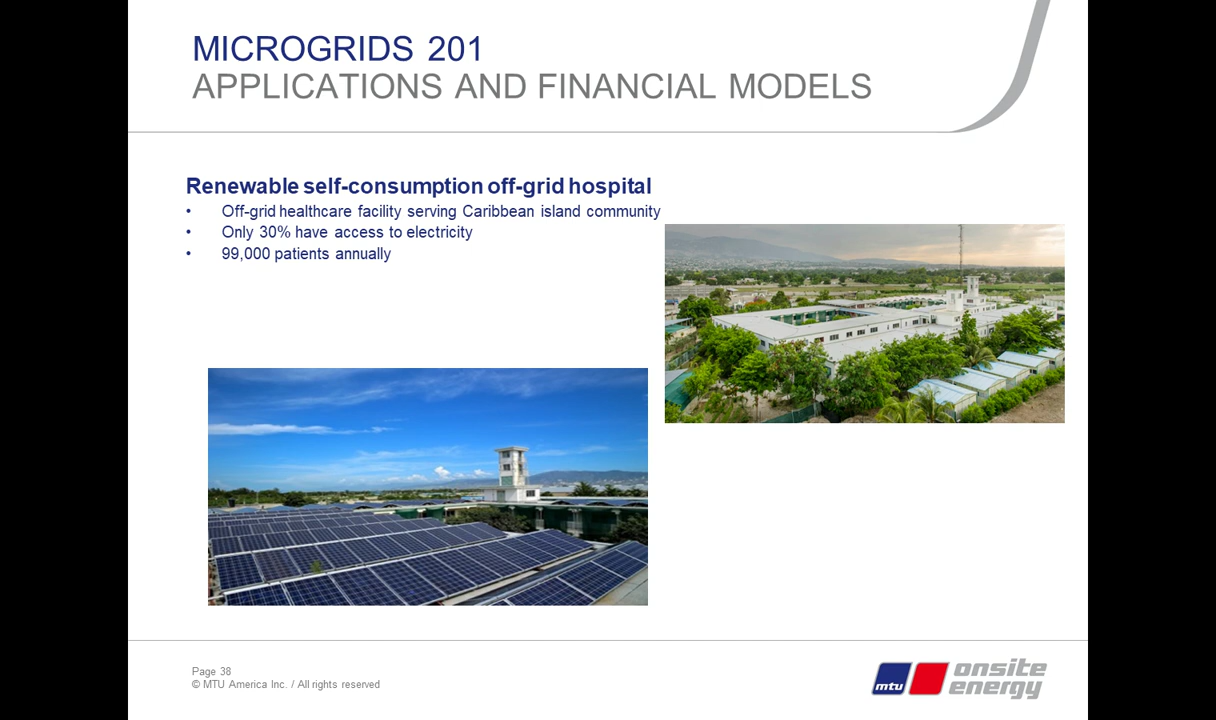 MICROGRIDS 201
APPLICATIONS AND FINANCIAL MODELS
Renewable self-consumption off-grid hospital
• Off-grid healthcare facility serving Caribbean island community
• Only 30% have access to electricity
• 99,000 patients annually
Page 38
© MTU America Inc. / All rights reserved
mtu
onsite
energy